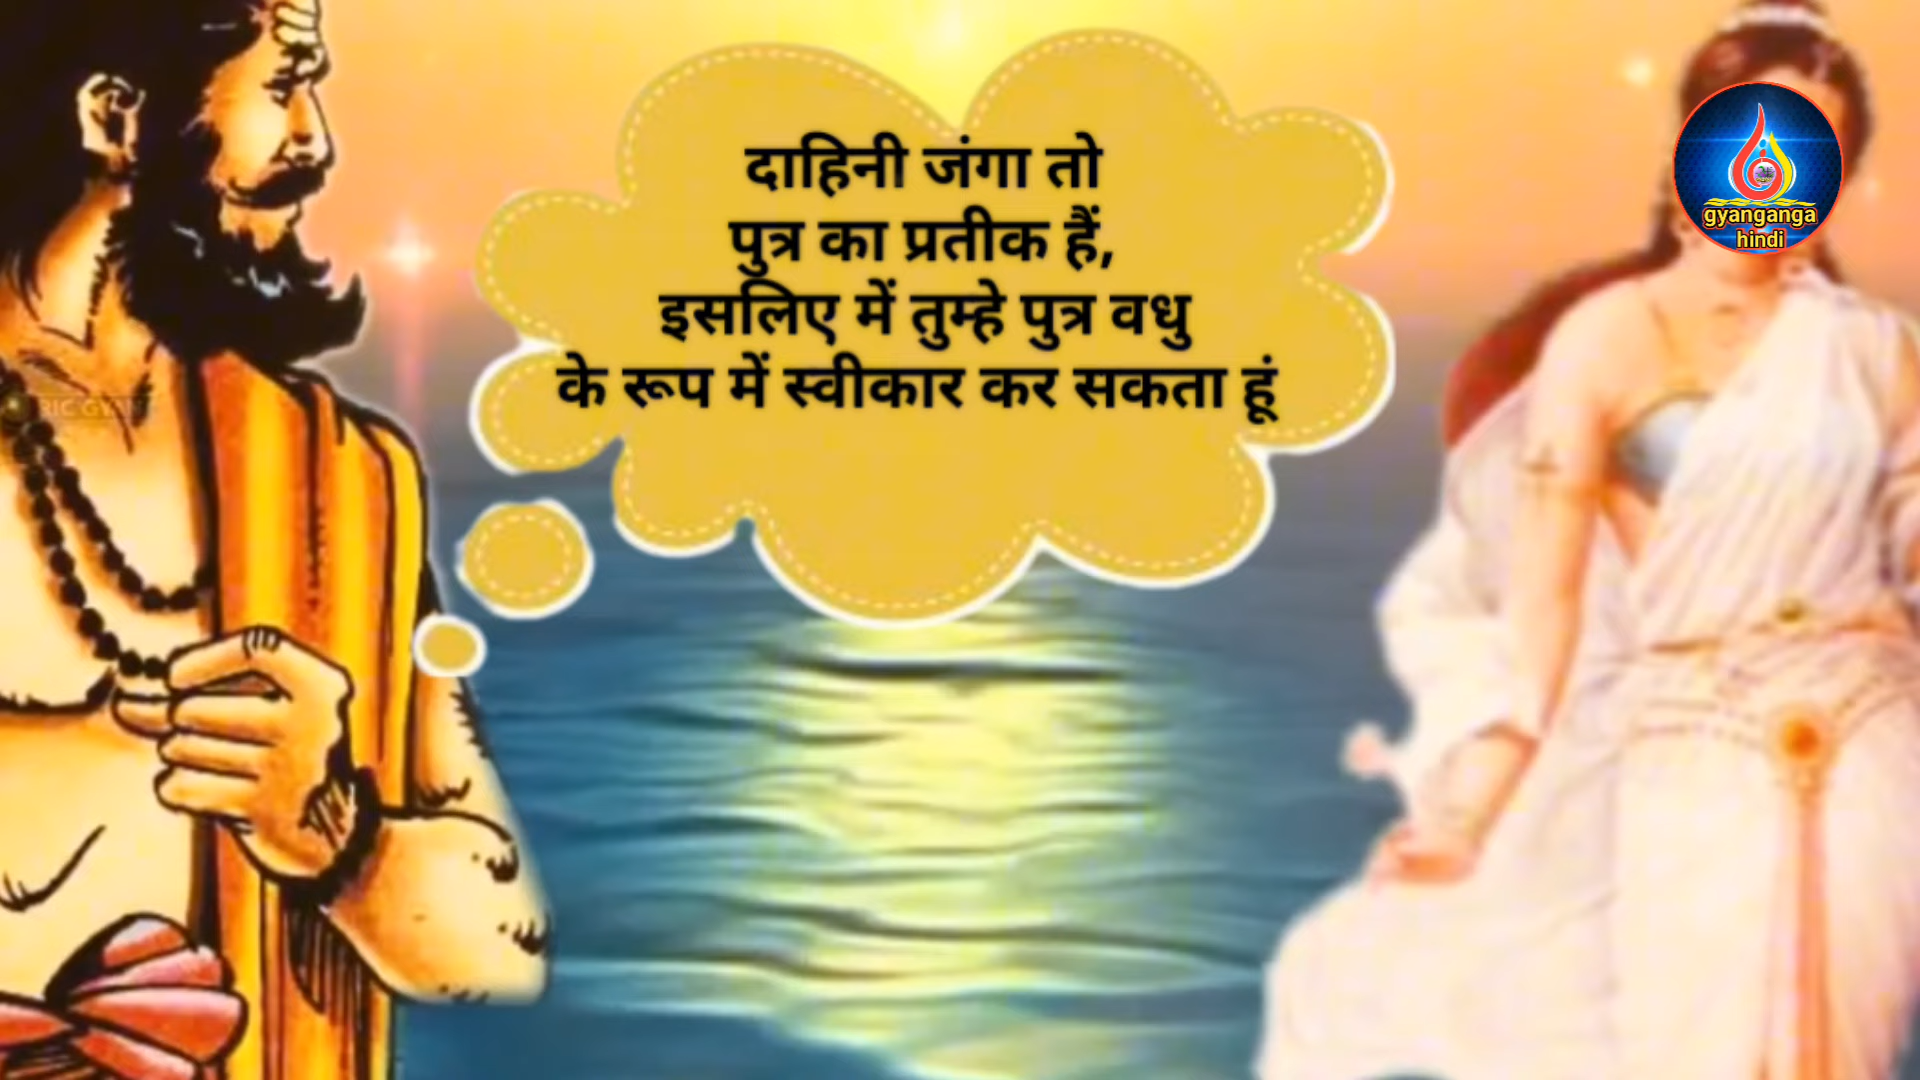 दाहिनी जंगा तो
पुत्र का प्रतीक हैं,
इसलिए में तुम्हे पुत्र वधु
के रूप में स्वीकार कर सकता हूं
gyanganga
hindi